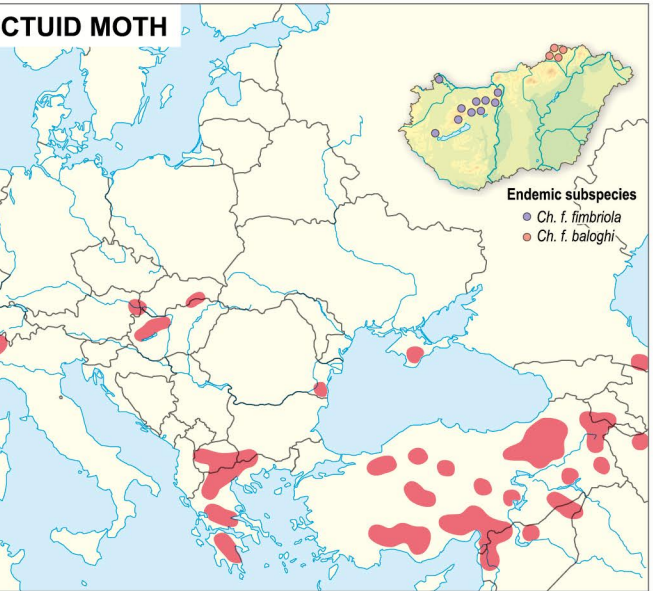 CTUID MOTH
Endemic subspecies
Ch. f. fimbriola
Ch. f. baloghi